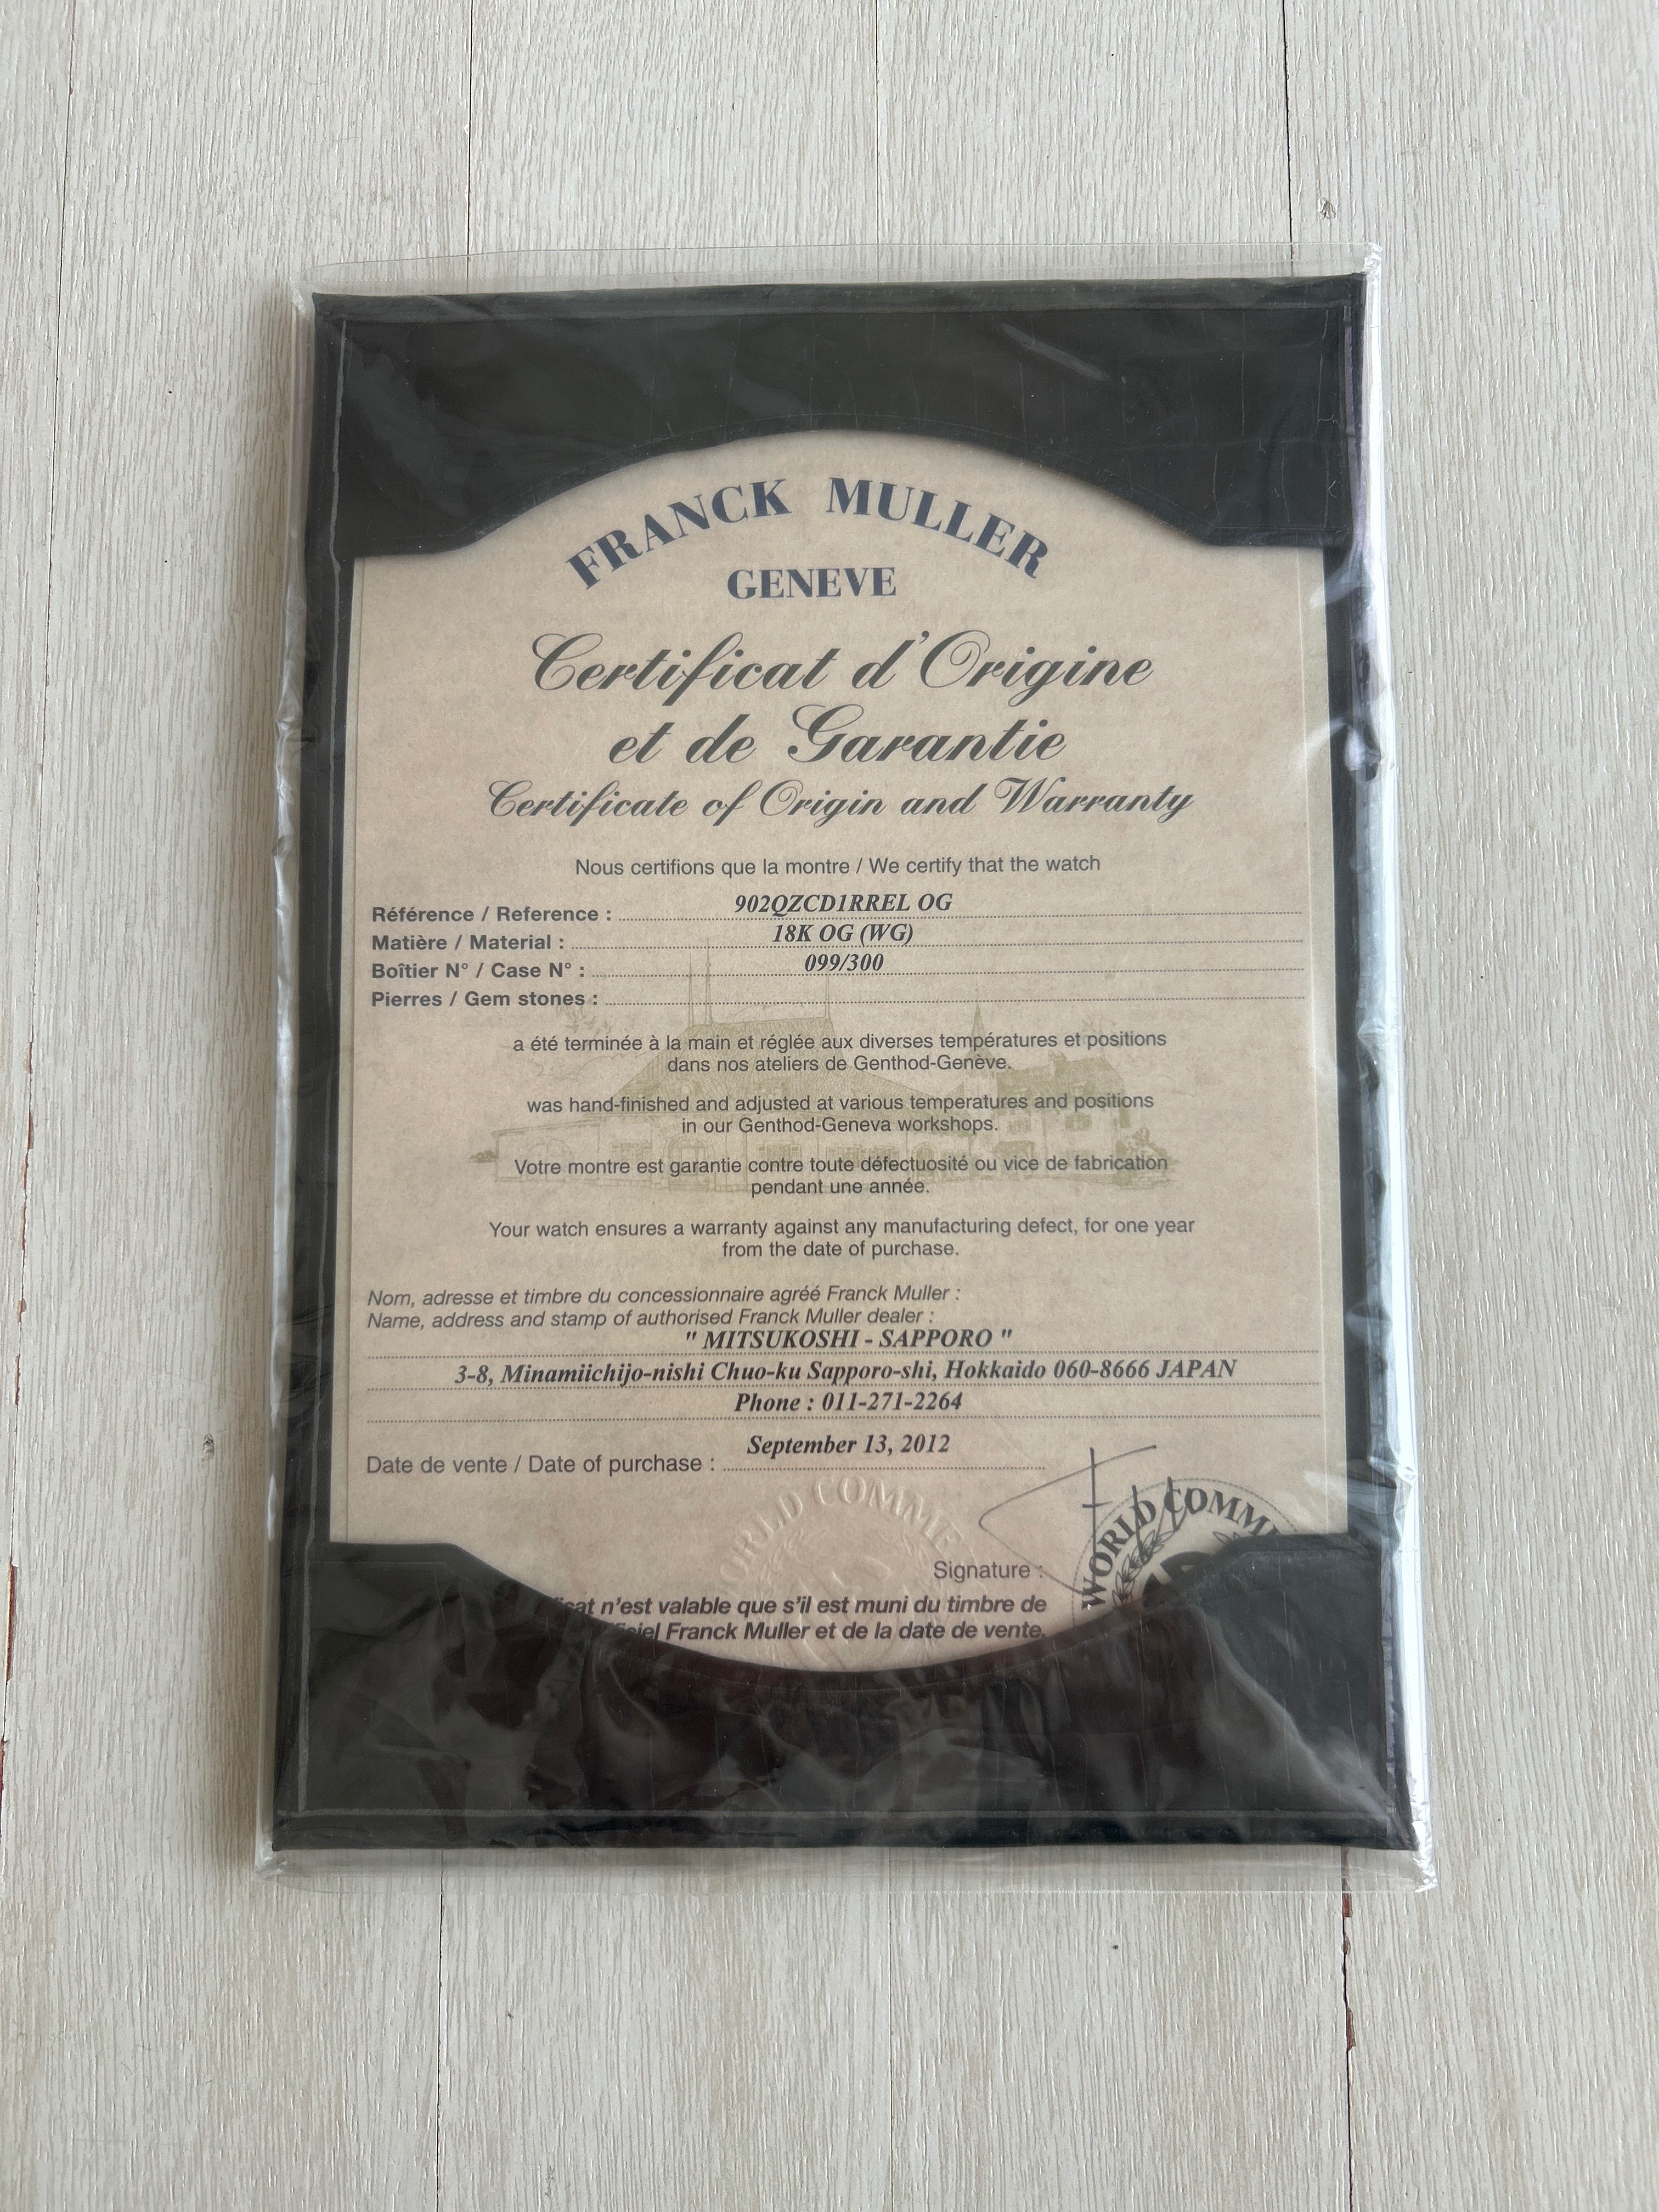 FRANCK MULLER
GENEVE
Certificat d'Origine
et de Garantie
Certificate of Origin and Warranty
Nous certifions que la montre / We certify that the watch
Référence / Reference : 902QZCD1RREL OG
Matière / Material : 18K OG (WG)
Boîtier N° / Case N° : 099/300
Pierres / Gem stones :
a été terminée à la main et réglée aux diverses températures et positions
dans nos ateliers de Genthod-Genève.
was hand-finished and adjusted at various temperatures and positions
in our Genthod-Geneva workshops.
Votre montre est garantie contre toute défectuosité ou vice de fabrication
pendant une année.
Your watch ensures a warranty against any manufacturing defect, for one year
from the date of purchase.
Nom, adresse et timbre du concessionnaire agréé Franck Muller :
Name, address and stamp of authorised Franck Muller dealer :
" MITSUKOSHI - SAPPORO "
3-8, Minamiichijo-nishi Chuo-ku Sapporo-shi, Hokkaido 060-8666 JAPAN
Phone : 011-271-2264
Date de vente / Date of purchase : September 13, 2012
WORLD
Signature :
n'est valable que s'il est muni du timbre de
Franck Muller et de la date de vente.